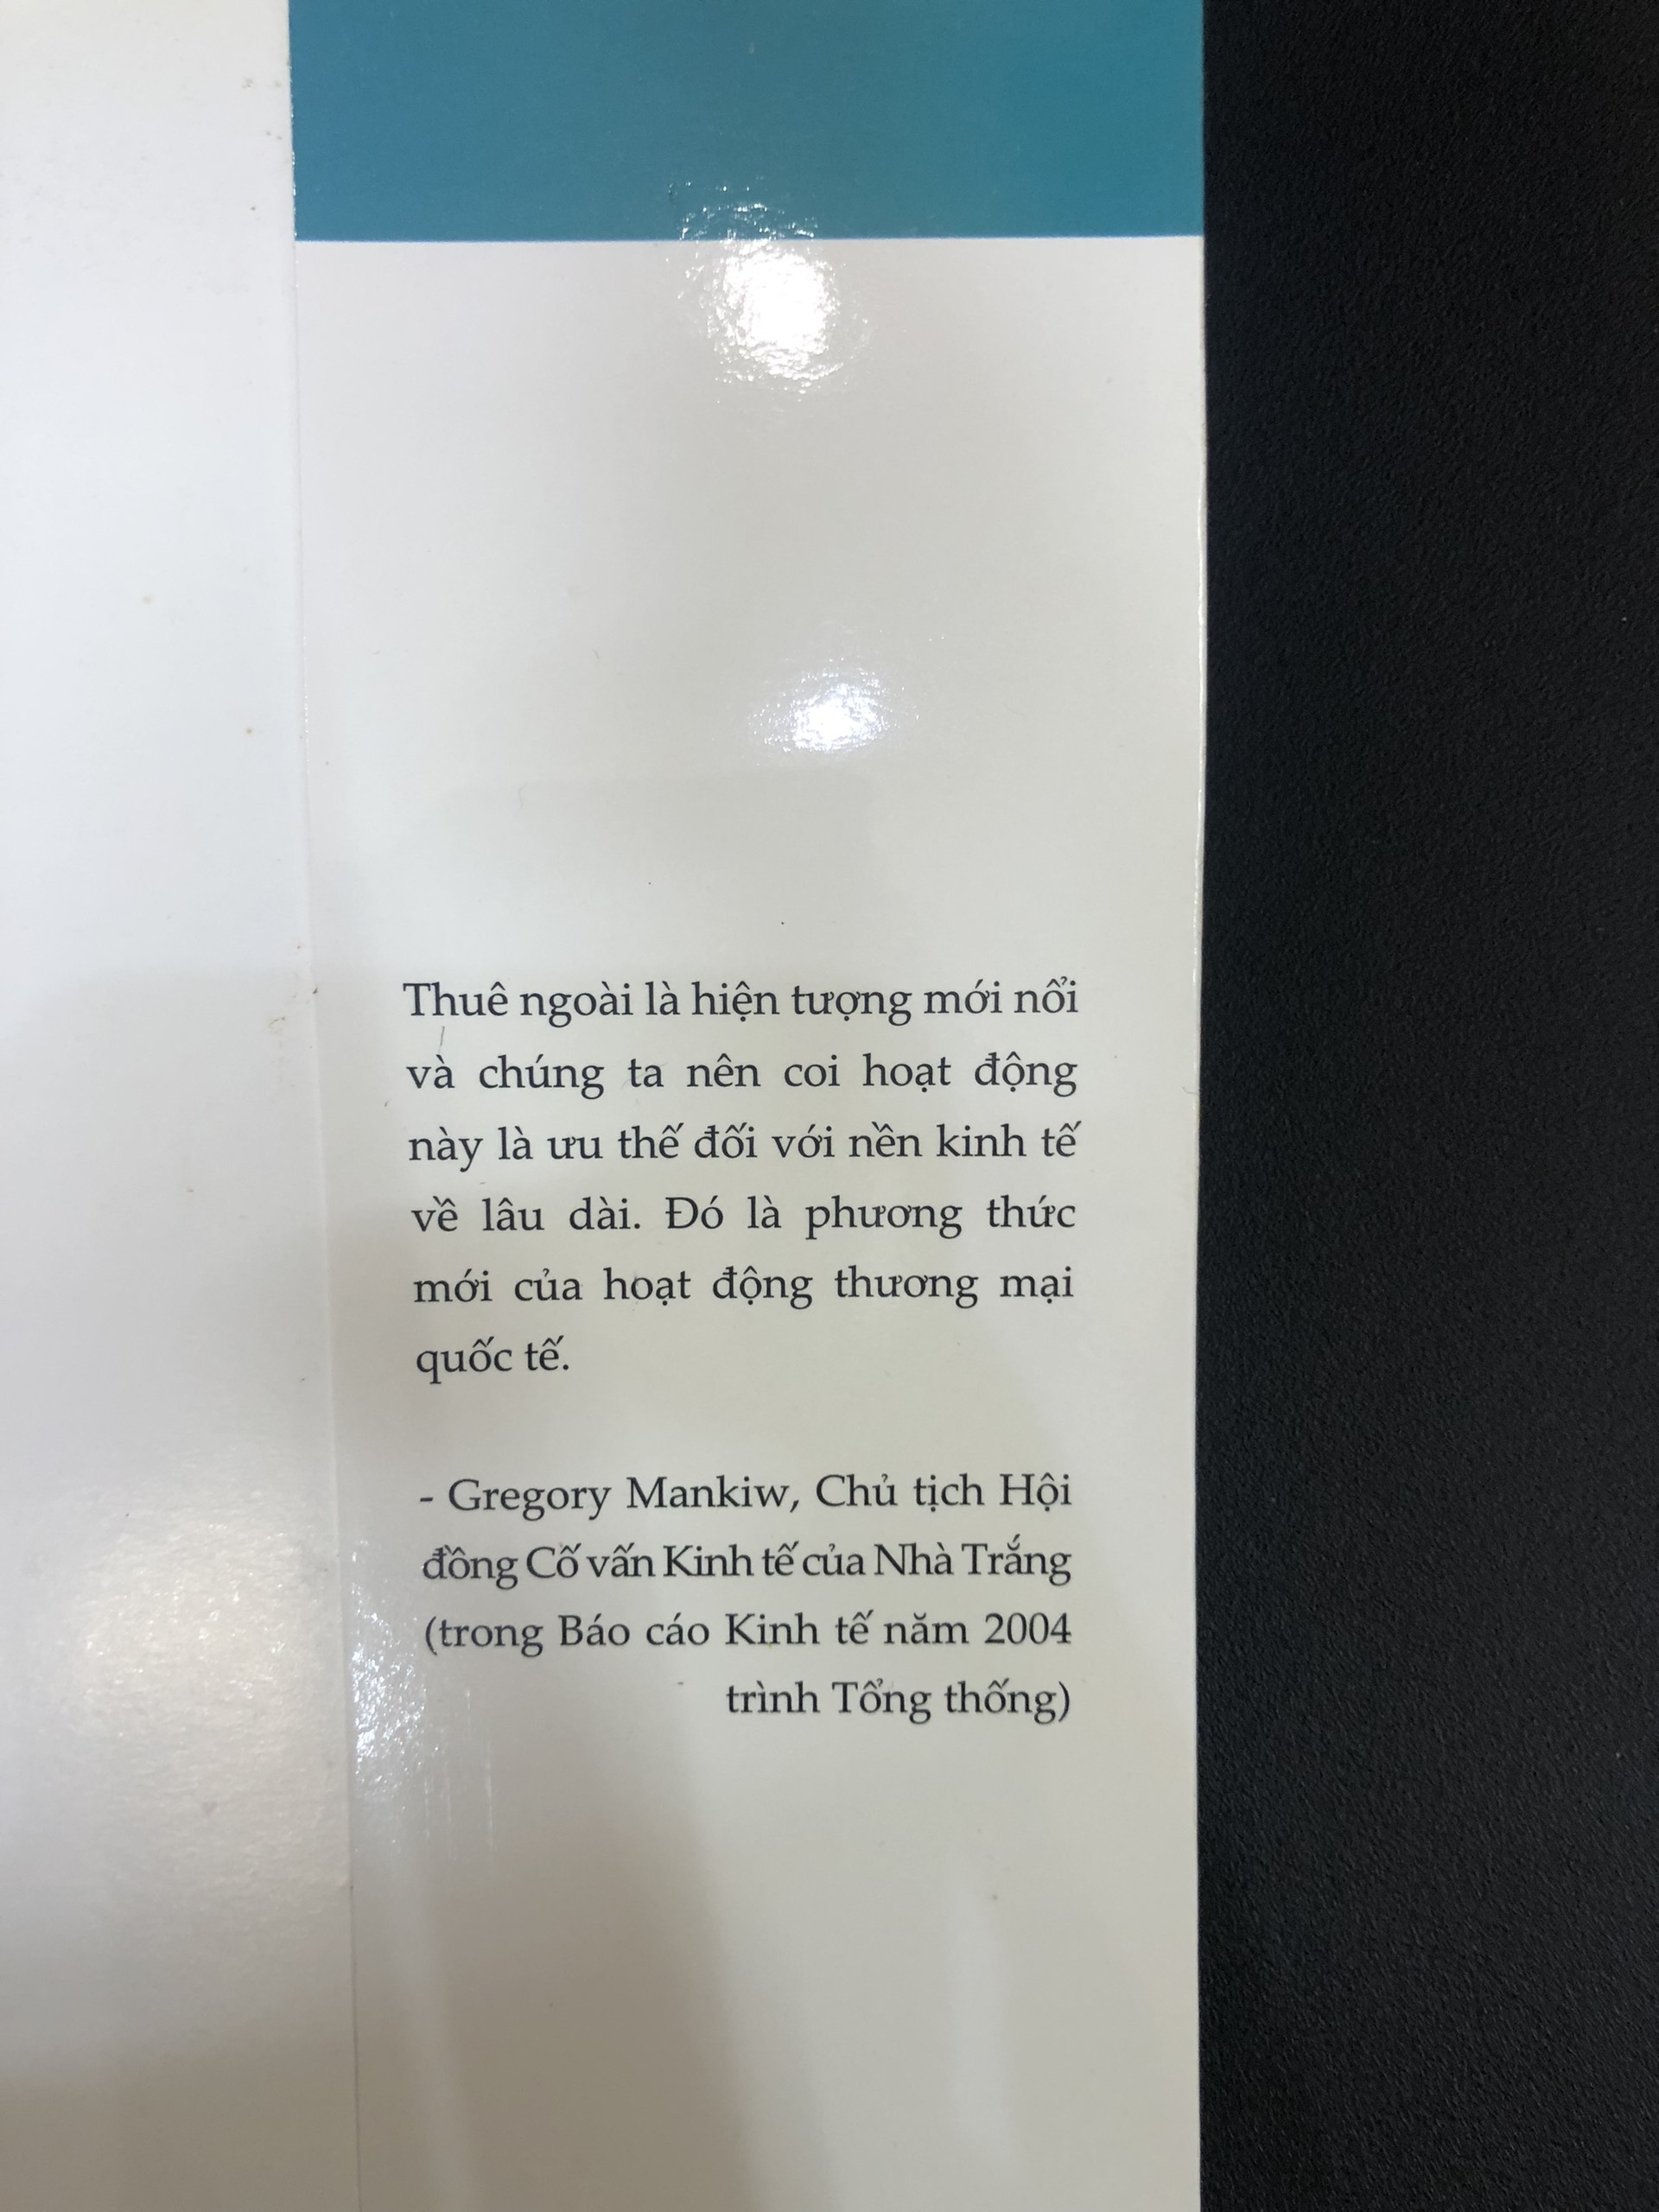 Thuê ngoài là hiện tượng mới nổi
và chúng ta nên coi hoạt động
này là ưu thế đối với nền kinh tế
về lâu dài. Đó là phương thức
mới của hoạt động thương mại
quốc tế.
- Gregory Mankiw, Chủ tịch Hội
đồng Cố vấn Kinh tế của Nhà Trắng
(trong Báo cáo Kinh tế năm 2004
trình Tổng thống)